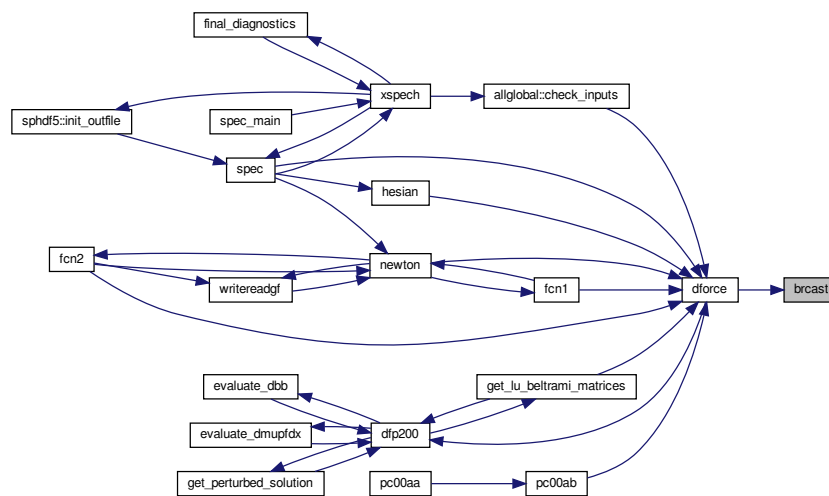 final_diagnostics
xspech
allglobal::check_inputs
sphdf5::init_outfile
spec_main
spec
hesian
fcn2
newton
writereadgf
fcn1
dforce
brcast
evaluate_dbb
get_lu_beltrami_matrices
evaluate_dmupfdx
dfp200
get_perturbed_solution
pc00aa
pc00ab